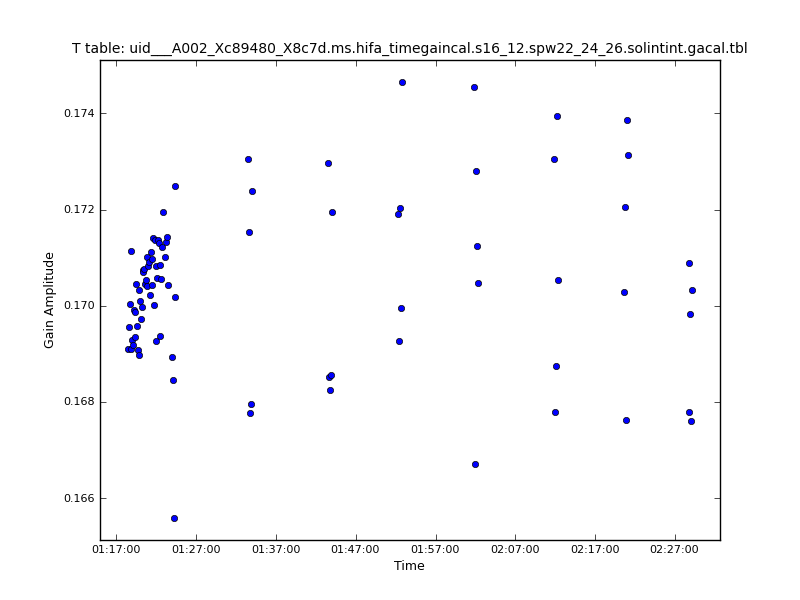 T table: uid___A002_Xc89480_X8c7d.ms.hifa_timegaincal.s16_12.spw22_24_26.solintint.gacal.tbl
0.174
0.172
0.170
0.168
0.166
Gain Amplitude
01:17:00 01:27:00 01:37:00 01:47:00 01:57:00 02:07:00 02:17:00 02:27:00
Time